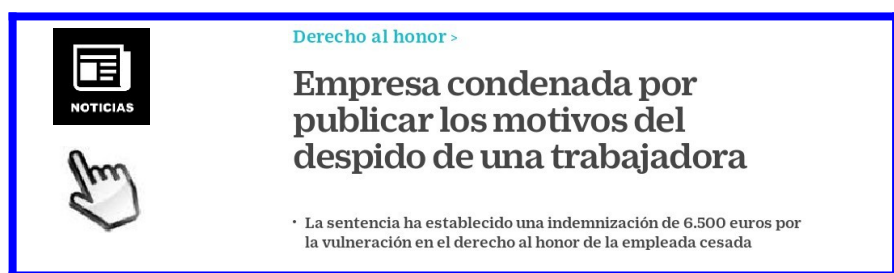 NOTICIAS
Derecho al honor >
Empresa condenada por
publicar los motivos del
despido de una trabajadora
· La sentencia ha establecido una indemnización de 6.500 euros por
la vulneración en el derecho al honor de la empleada cesada